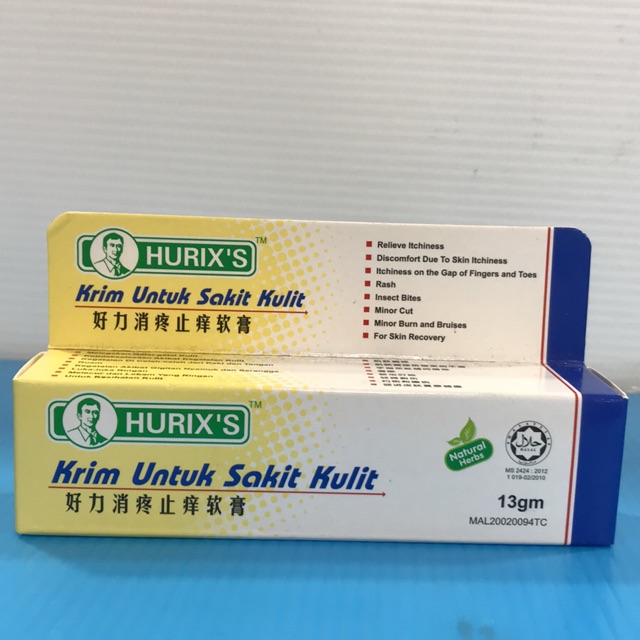 HURIX'S™
Krim Untuk Sakit Kulit
好力消疼止痒软膏
Relieve Itchiness
Discomfort Due To Skin Itchiness
Itchiness on the Gap of Fingers and Toes
Rash
Insect Bites
Minor Cut
Minor Burn and Bruises
For Skin Recovery
HURIX'S™
Krim Untuk Sakit Kulit
好力消疼止痒软膏
Natural
Herbs
MS 2424 : 2012
1 019-02/2010
13gm
MAL20020094TC